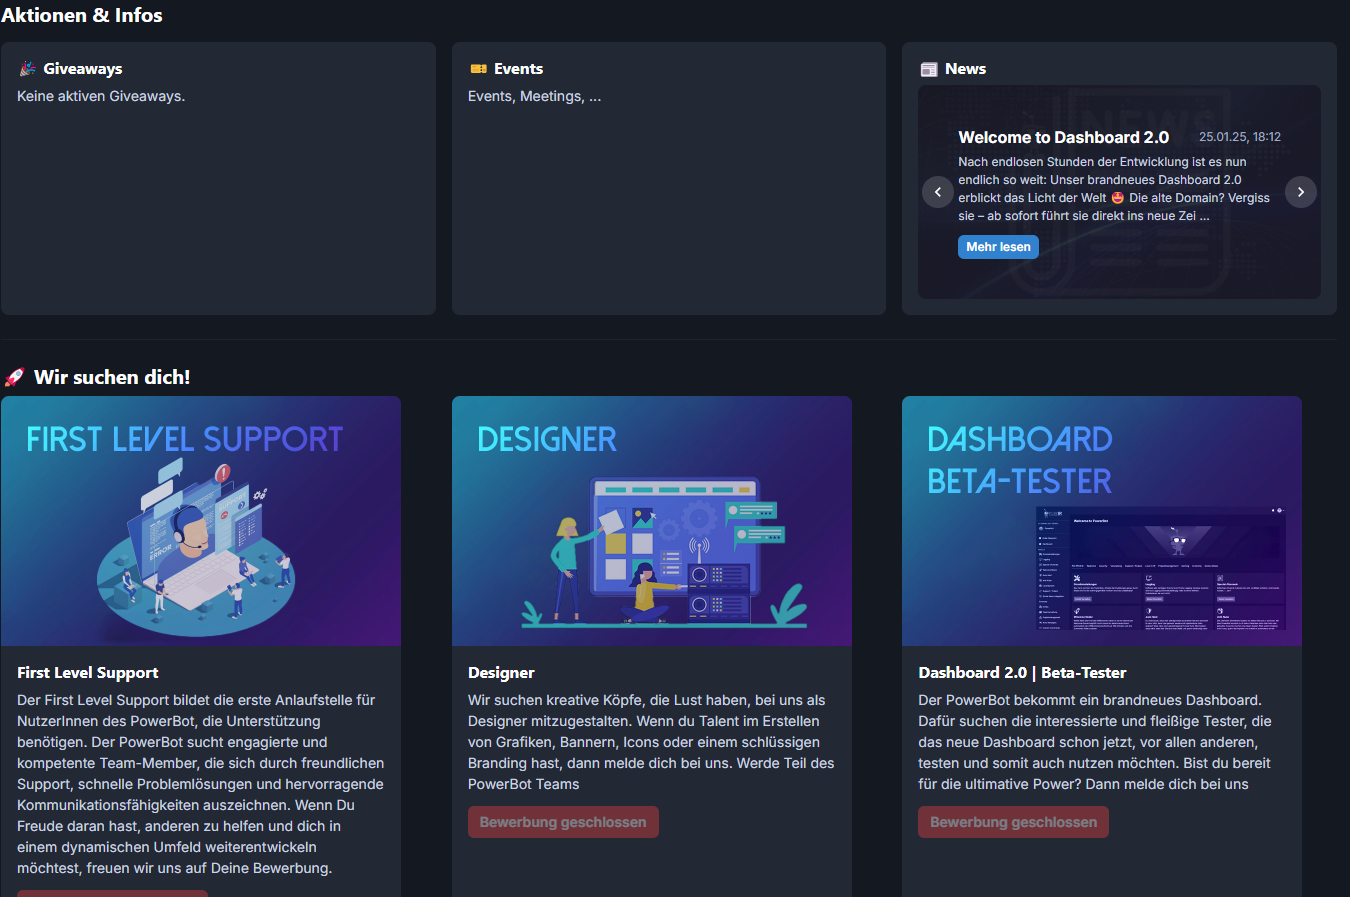 Aktionen & Infos
Giveaways
Keine aktiven Giveaways.
Events
Events, Meetings, ...
News
NEWS
Welcome to Dashboard 2.0
25.01.25, 18:12
Nach endlosen Stunden der Entwicklung ist es nun
endlich so weit: Unser brandneues Dashboard 2.0
erblickt das Licht der Welt 🤩 Die alte Domain? Vergiss
sie – ab sofort führt sie direkt ins neue Zei ...
Mehr lesen
Wir suchen dich!
FIRST LEVEL SUPPORT
ERROR
First Level Support
Der First Level Support bildet die erste Anlaufstelle für
NutzerInnen des PowerBot, die Unterstützung
benötigen. Der PowerBot sucht engagierte und
kompetente Team-Member, die sich durch freundlichen
Support, schnelle Problemlösungen und hervorragende
Kommunikationsfähigkeiten auszeichnen. Wenn Du
Freude daran hast, anderen zu helfen und dich in
einem dynamischen Umfeld weiterentwickeln
möchtest, freuen wir uns auf Deine Bewerbung.
DESIGNER
Designer
Wir suchen kreative Köpfe, die Lust haben, bei uns als
Designer mitzugestalten. Wenn du Talent im Erstellen
von Grafiken, Bannern, Icons oder einem schlüssigen
Branding hast, dann melde dich bei uns. Werde Teil des
PowerBot Teams
Bewerbung geschlossen
DASHBOARD
BETA-TESTER
Welcome to PowerBot
Dashboard 2.0 | Beta-Tester
Der PowerBot bekommt ein brandneues Dashboard.
Dafür suchen die interessierte und fleißige Tester, die
das neue Dashboard schon jetzt, vor allen anderen,
testen und somit auch nutzen möchten. Bist du bereit
für die ultimative Power? Dann melde dich bei uns
Bewerbung geschlossen